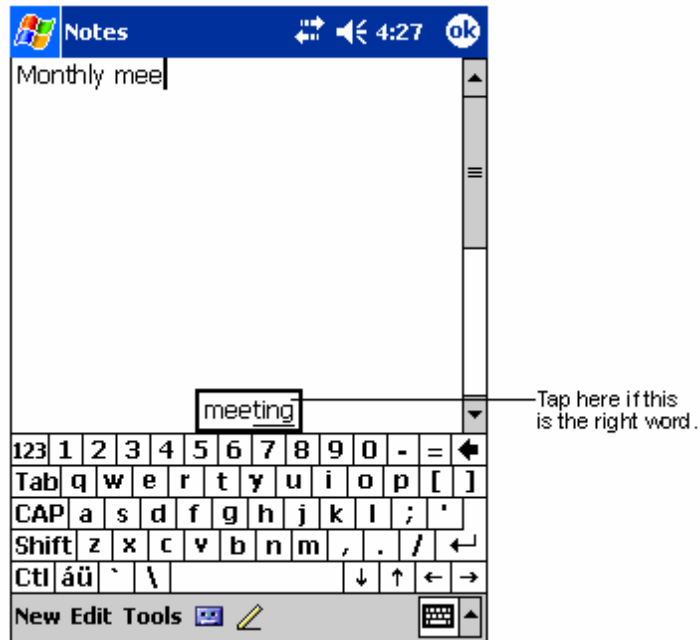 Notes 4:27 ok
Monthly mee
meeting
Tap here if this
is the right word.
123 1 2 3 4 5 6 7 8 9 0 - =
Tab q w e r t y u i o p [ ]
CAP a s d f g h j k l ; '
Shift z x c v b n m , . /
Ctl áü ` \ ↓ ↑ ← →
New Edit Tools